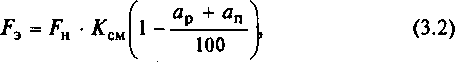 Fэ = Fн · Kсм(1 − (aр + aп)/100), (3.2)